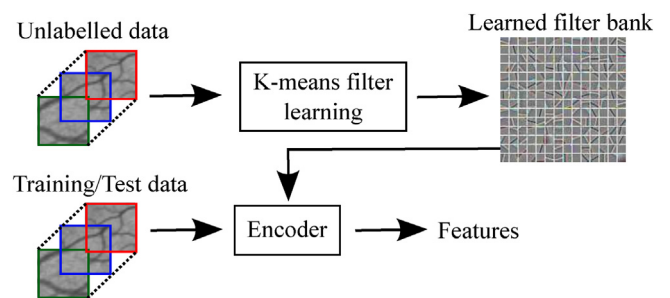 Unlabelled data
Learned filter bank
K-means filter
learning
Training/Test data
Encoder
Features